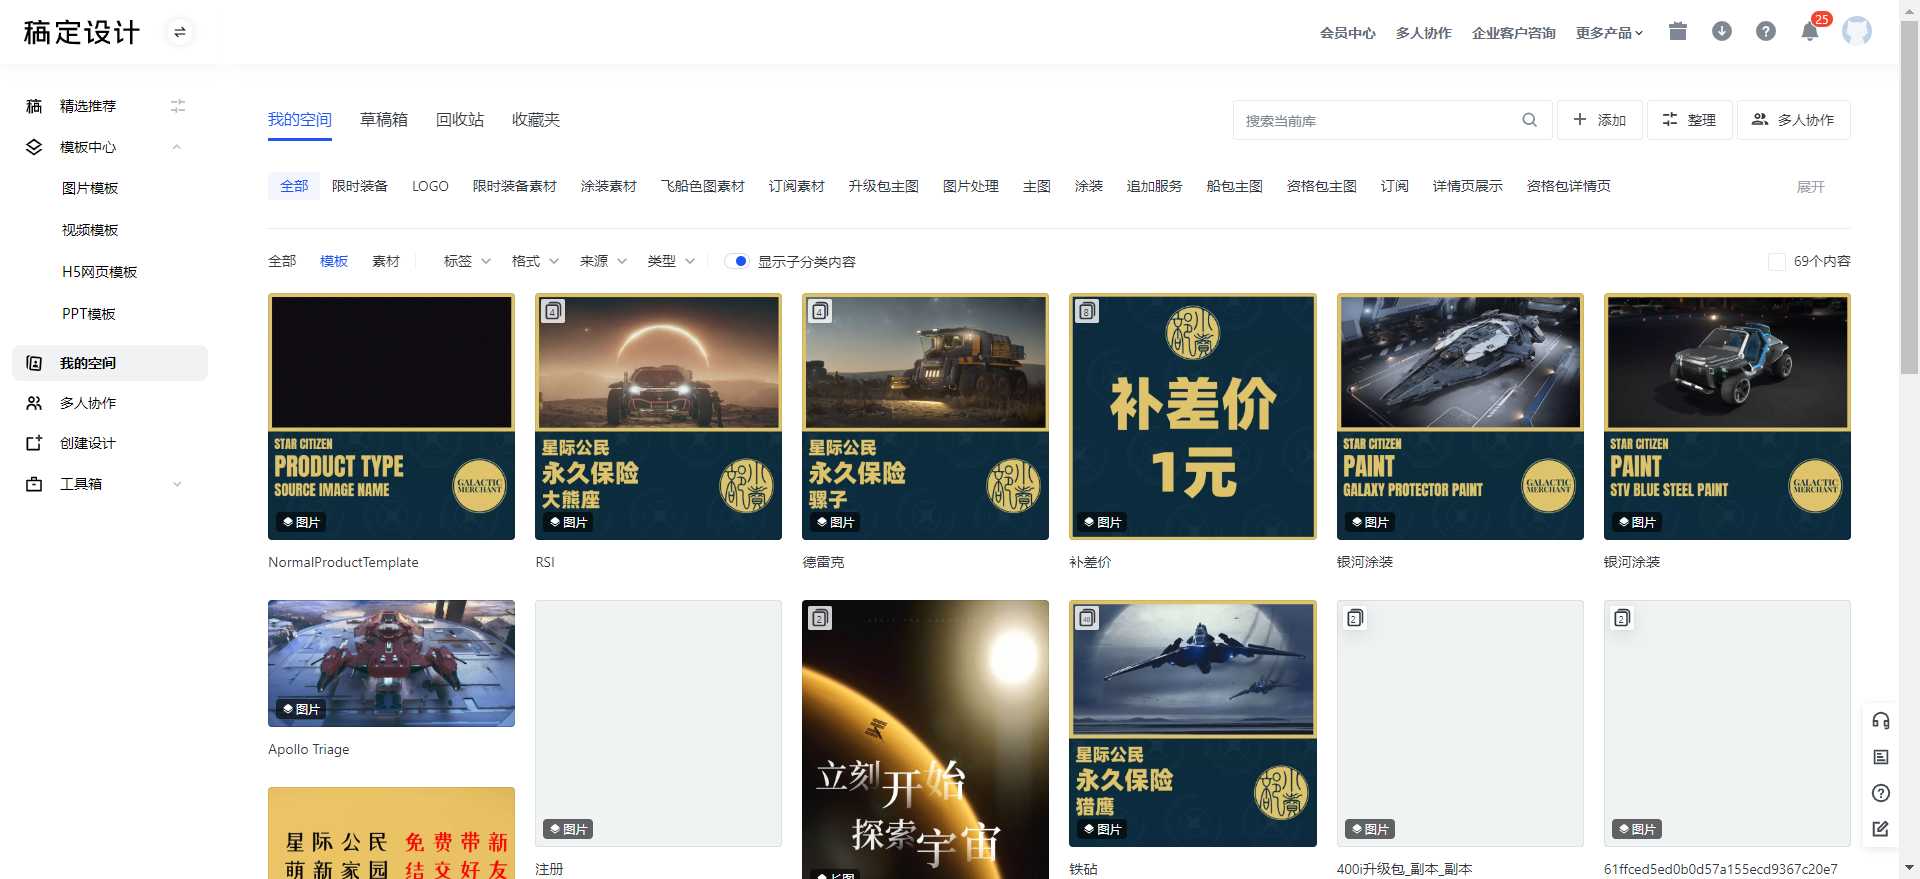 稿定设计
会员中心
多人协作
企业客户咨询
更多产品
25
精选推荐
模板中心
图片模板
视频模板
H5网页模板
PPT模板
我的空间
多人协作
创建设计
工具箱
我的空间
草稿箱
回收站
收藏夹
搜索当前库
添加
整理
多人协作
全部
限时装备
LOGO
限时装备素材
涂装素材
飞船色图素材
订阅素材
升级包主图
图片处理
主图
涂装
追加服务
船包主图
资格包主图
订阅
详情页展示
资格包详情页
展开
全部
模板
素材
标签
格式
来源
类型
显示子分类内容
69个内容
STAR CITIZEN
PRODUCT TYPE
SOURCE IMAGE NAME
GALACTIC
MERCHANT
图片
NormalProductTemplate
4
星际公民
永久保险
大熊座
图片
RSI
4
星际公民
永久保险
骡子
图片
德雷克
8
补差价
1元
图片
补差价
STAR CITIZEN
PAINT
GALAXY PROTECTOR PAINT
GALACTIC
MERCHANT
图片
银河涂装
STAR CITIZEN
PAINT
STV BLUE STEEL PAINT
GALACTIC
MERCHANT
图片
银河涂装
图片
Apollo Triage
星际公民 免费带新
萌新家园 结交好友
图片
注册
2
立刻开始
探索宇宙
长图
48
星际公民
永久保险
猎鹰
图片
铁砧
2
图片
400i升级包_副本_副本
2
图片
61ffced5ed0b0d57a155ecd9367c20e7